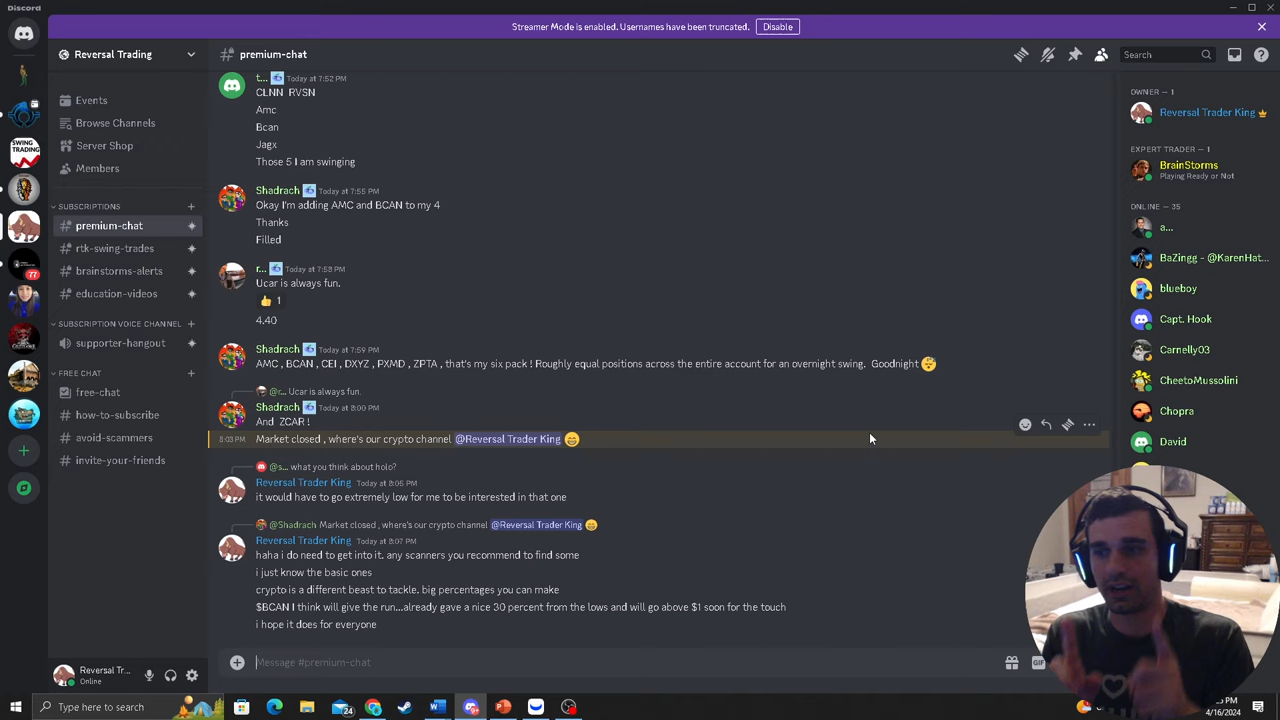 Discord
Streamer Mode is enabled. Usernames have been truncated.
Disable
Reversal Trading
premium-chat
Search
Events
Browse Channels
Server Shop
Members
SUBSCRIPTIONS
premium-chat
rtk-swing-trades
brainstorms-alerts
education-videos
SUBSCRIPTION VOICE CHANNEL
supporter-hangout
FREE CHAT
free-chat
how-to-subscribe
avoid-scammers
invite-your-friends
77
Reversal Tr...
Online
t... Today at 7:52 PM
CLNN RVSN
Amc
Bcan
Jagx
Those 5 I am swinging
Shadrach Today at 7:55 PM
Okay I'm adding AMC and BCAN to my 4
Thanks
Filled
r... Today at 7:58 PM
Ucar is always fun.
1
4.40
Shadrach Today at 7:59 PM
AMC , BCAN , CEI , DXYZ , PXMD , ZPTA , that's my six pack ! Roughly equal positions across the entire account for an overnight swing. Goodnight
@r... Ucar is always fun.
Shadrach Today at 8:00 PM
And ZCAR !
8:03 PM Market closed , where's our crypto channel @Reversal Trader King
@s... what you think about holo?
Reversal Trader King Today at 8:05 PM
it would have to go extremely low for me to be interested in that one
@Shadrach Market closed , where's our crypto channel @Reversal Trader King
Reversal Trader King Today at 8:07 PM
haha i do need to get into it. any scanners you recommend to find some
i just know the basic ones
crypto is a different beast to tackle. big percentages you can make
$BCAN I think will give the run...already gave a nice 30 percent from the lows and will go above $1 soon for the touch
i hope it does for everyone
Message #premium-chat
GIF
OWNER — 1
Reversal Trader King
EXPERT TRADER — 1
BrainStorms
Playing Ready or Not
ONLINE — 35
a...
BaZingg - @KarenHat...
blueboy
Capt. Hook
Carnelly03
CheetoMussolini
Chopra
David
SWING
TRADING
Type here to search
24
PM
4/16/2024